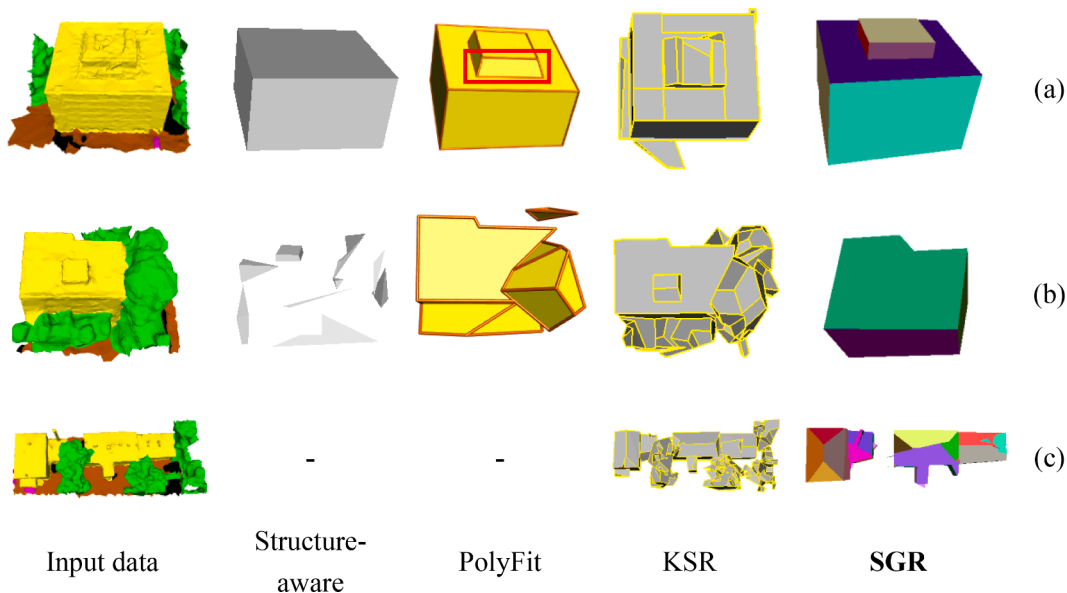 (a)
(b)
- - (c)
Input data Structure-aware PolyFit KSR SGR